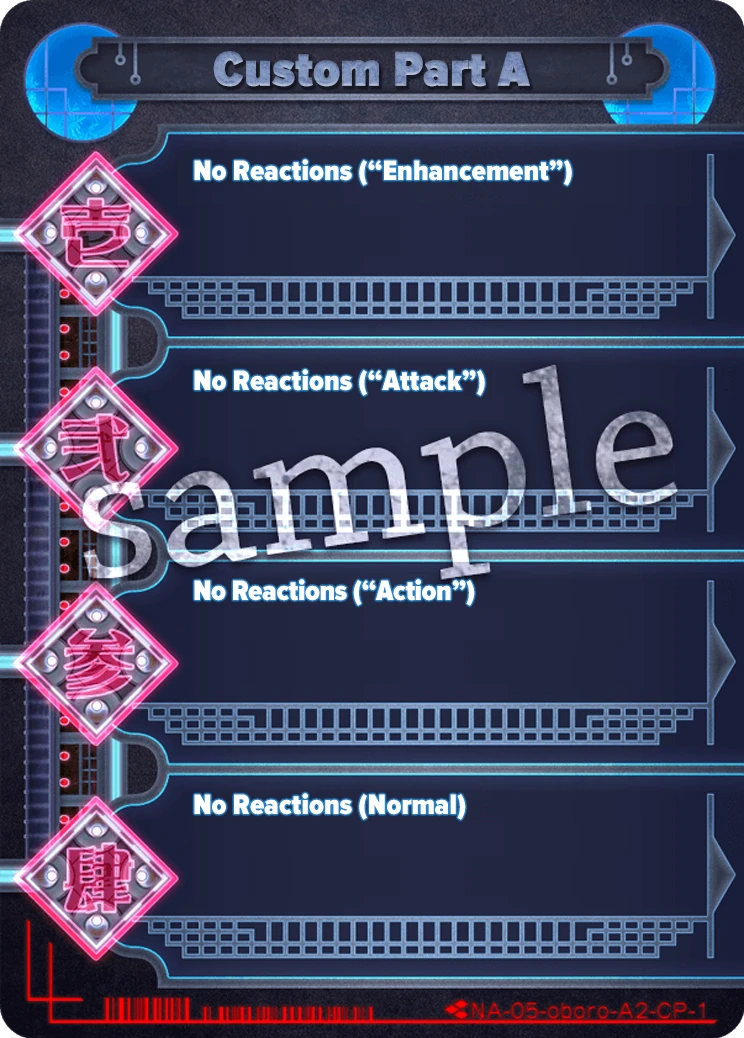 Custom Part A
壱
No Reactions (“Enhancement”)
弐
No Reactions (“Attack”)
sample
参
No Reactions (“Action”)
肆
No Reactions (Normal)
NA-05-oboro-A2-CP-1